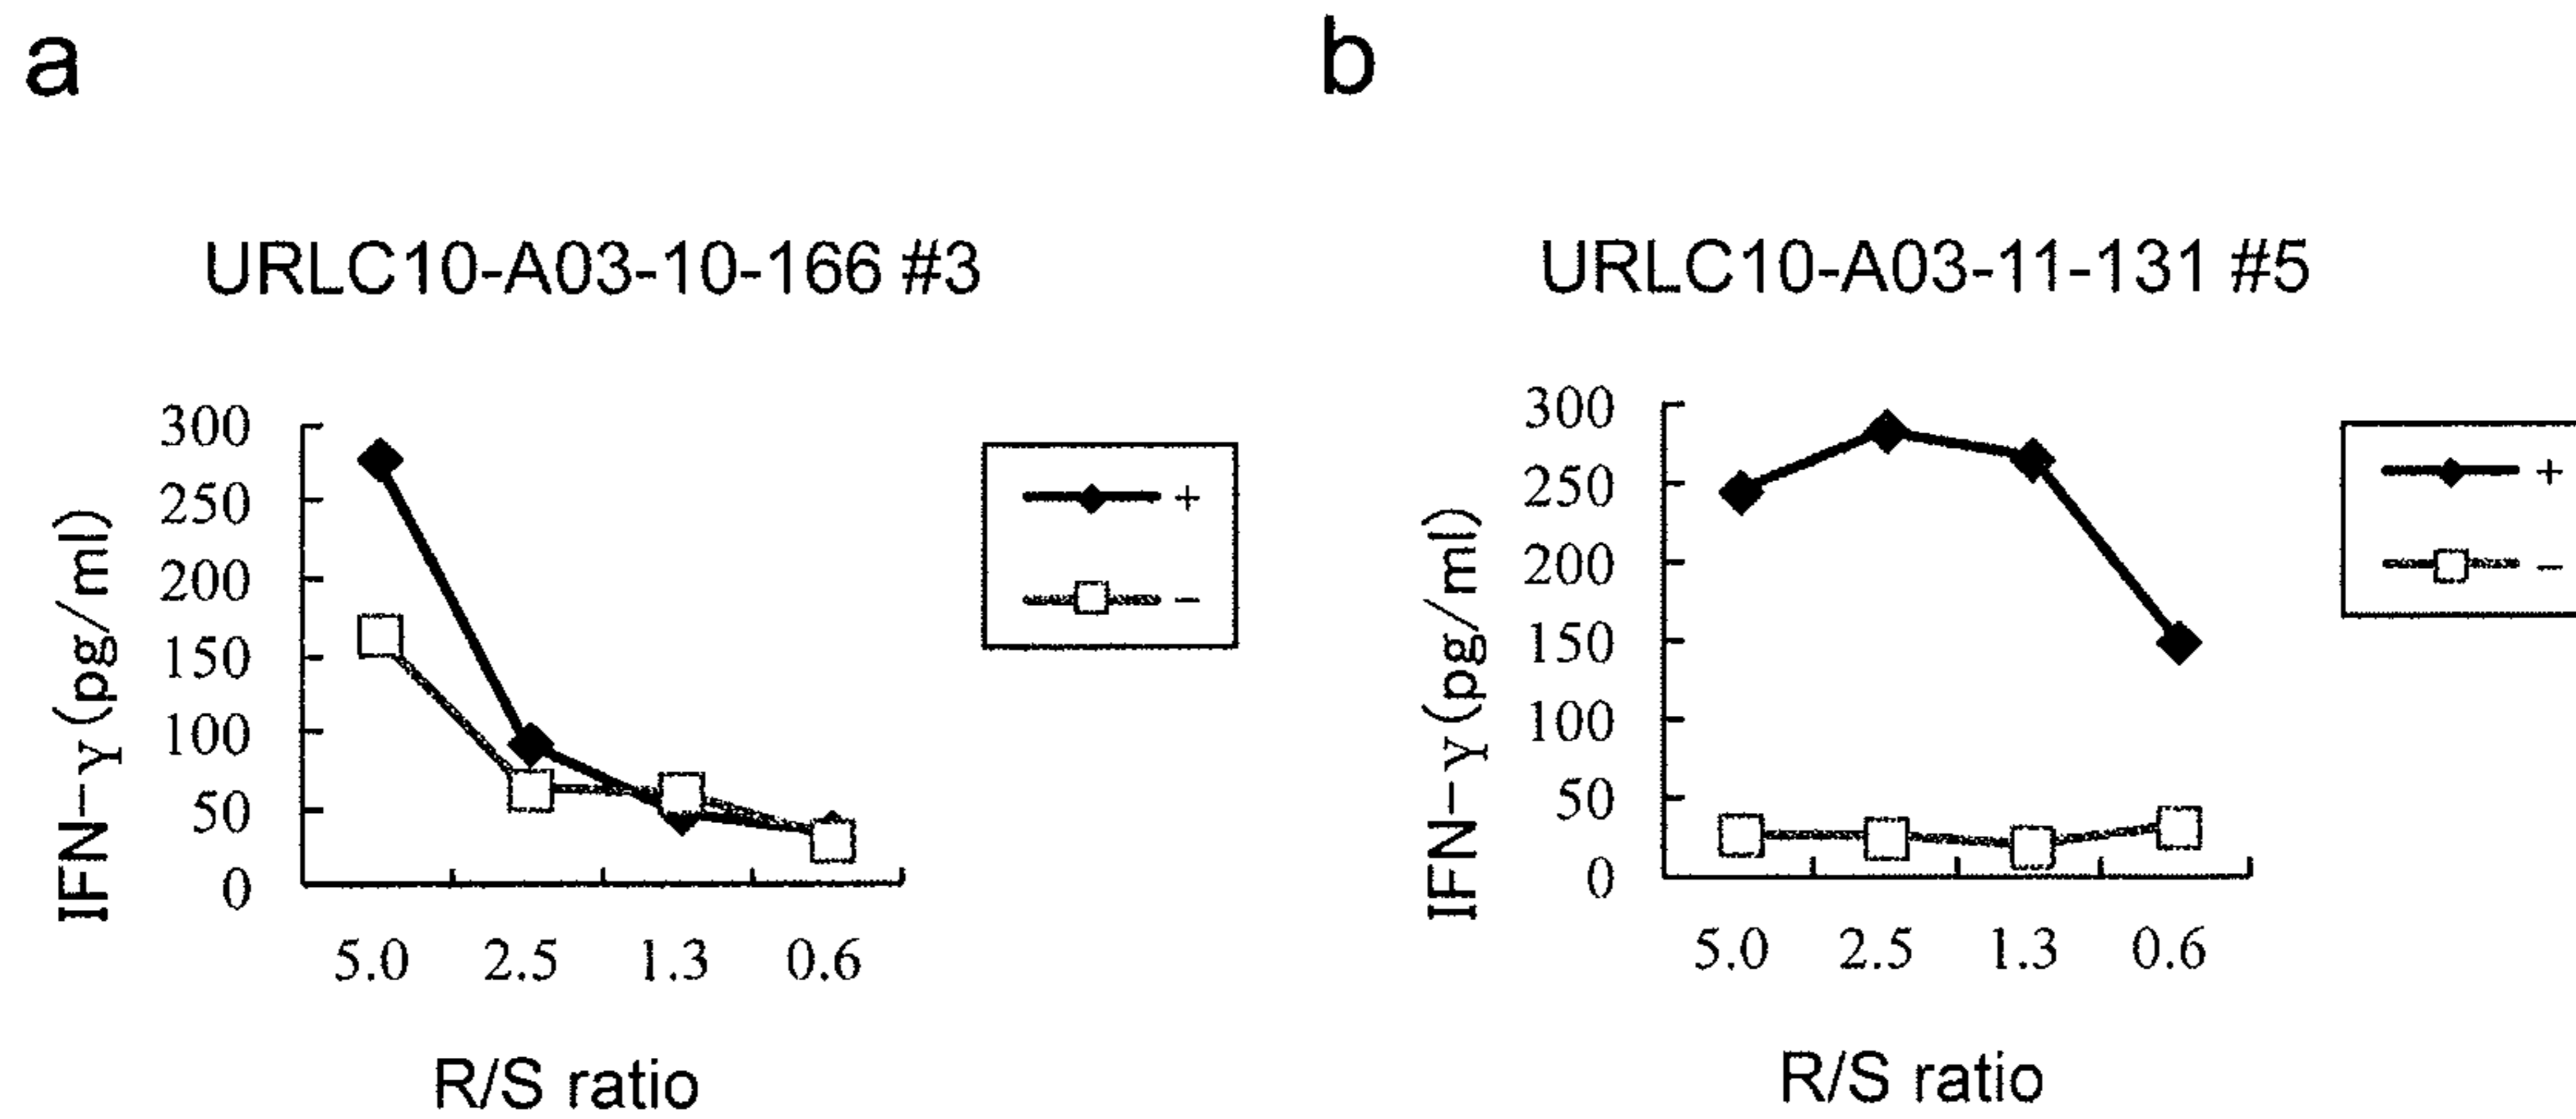 a
URLC10-A03-10-166 #3
IFN-γ (pg/ml)
300
250
200
150
100
50
0
5.0 2.5 1.3 0.6
R/S ratio
+
−
b
URLC10-A03-11-131 #5
IFN-γ (pg/ml)
300
250
200
150
100
50
0
5.0 2.5 1.3 0.6
R/S ratio
+
−